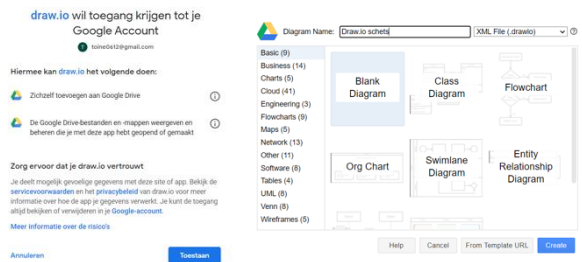 draw.io wil toegang krijgen tot je
Google Account
toine0612@gmail.com
Hiermee kan draw.io het volgende doen:
Zichzelf toevoegen aan Google Drive
De Google Drive-bestanden en -mappen weergeven en
beheren die je met deze app hebt geopend of gemaakt
Zorg ervoor dat je draw.io vertrouwt
Je deelt mogelijk gevoelige gegevens met deze site of app. Bekijk de
servicevoorwaarden en het privacybeleid van draw.io voor meer
informatie over hoe de app je gegevens verwerkt. Je kunt de toegang
altijd bekijken of verwijderen in je Google-account.
Meer informatie over de risico's
Annuleren
Toestaan
Diagram Name: Draw.io schets XML File (.drawio)
Basic (9)
Business (14)
Charts (5)
Cloud (41)
Engineering (3)
Flowcharts (9)
Maps (5)
Network (13)
Other (11)
Software (8)
Tables (4)
UML (8)
Venn (8)
Wireframes (5)
Blank
Diagram
Class
Diagram
Flowchart
Org Chart
Swimlane
Diagram
Entity
Relationship
Diagram
Help
Cancel
From Template URL
Create